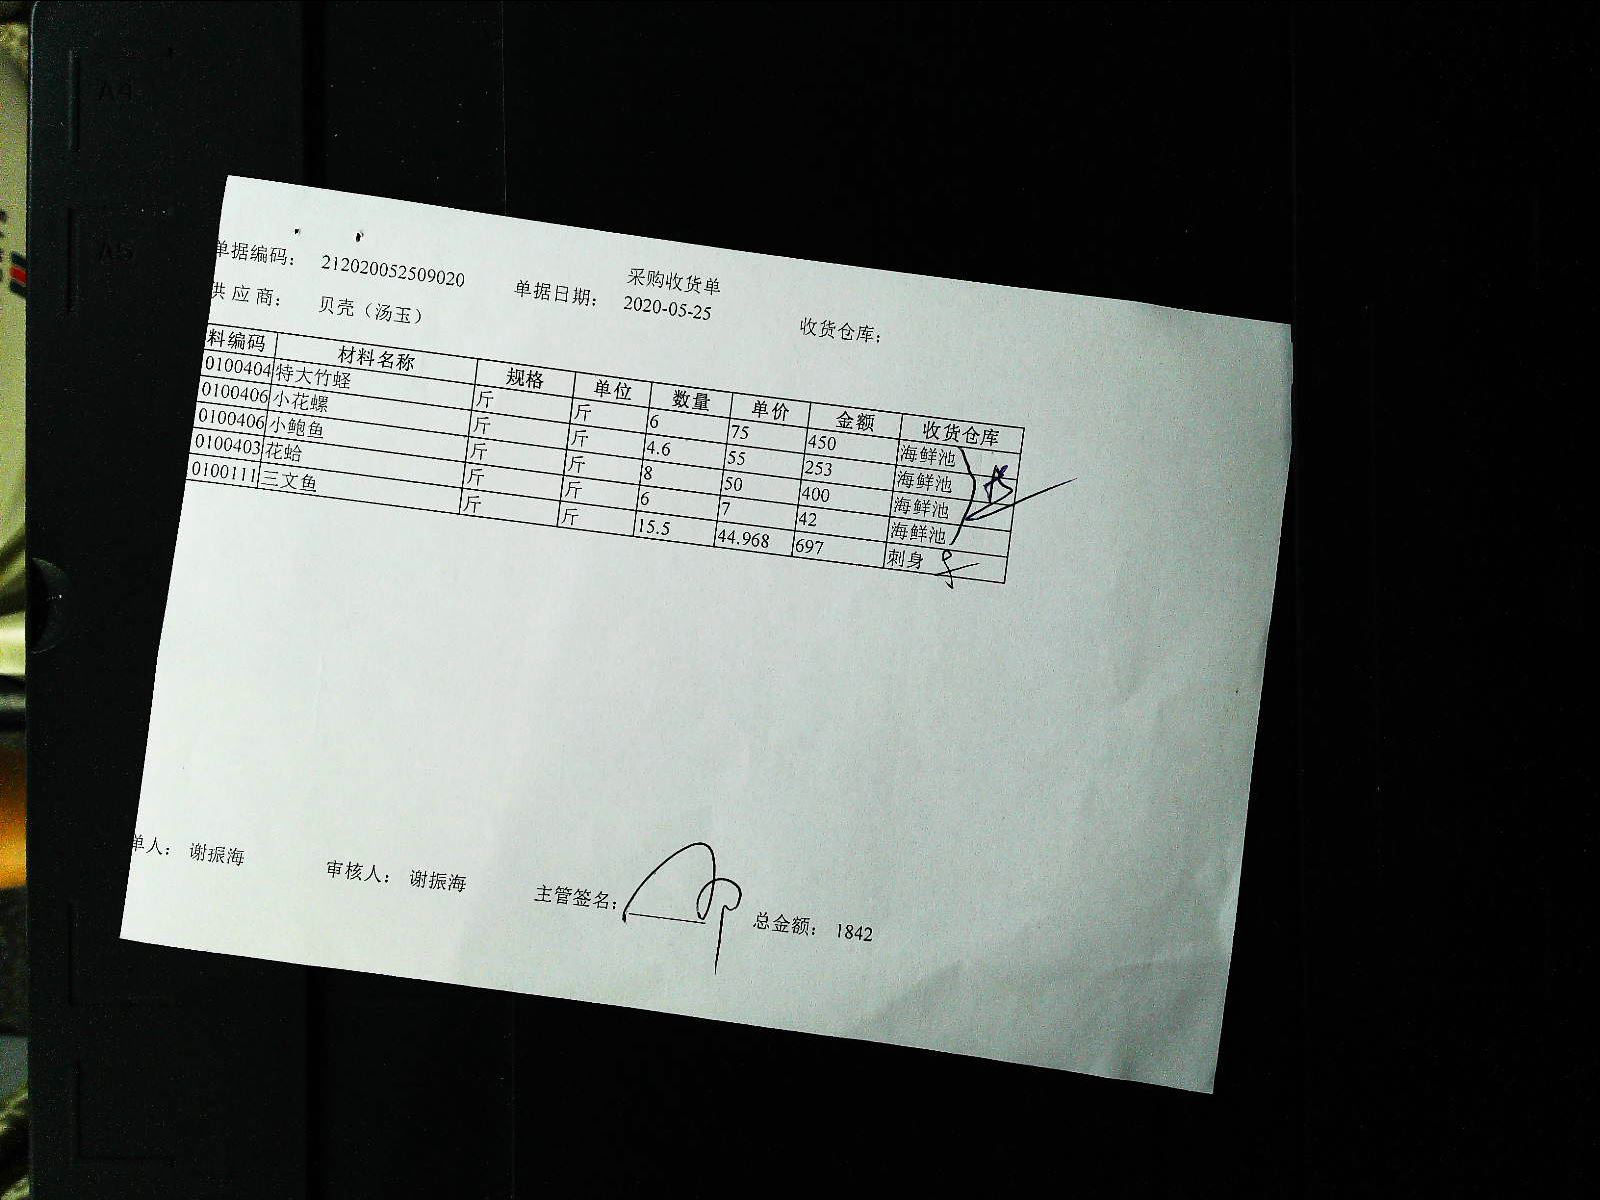 A4
A5
采购收货单
单据编码： 212020052509020 单据日期： 2020-05-25 收货仓库：
供 应 商： 贝壳（汤玉）
料编码 材料名称 规格 单位 数量 单价 金额 收货仓库
0100404 特大竹蛏 斤 斤 6 75 450 海鲜池
0100406 小花螺 斤 斤 4.6 55 253 海鲜池
0100406 小鲍鱼 斤 斤 8 50 400 海鲜池
0100403 花蛤 斤 斤 6 7 42 海鲜池
0100111 三文鱼 斤 斤 15.5 44.968 697 刺身
单人： 谢振海 审核人： 谢振海 主管签名： 总金额： 1842